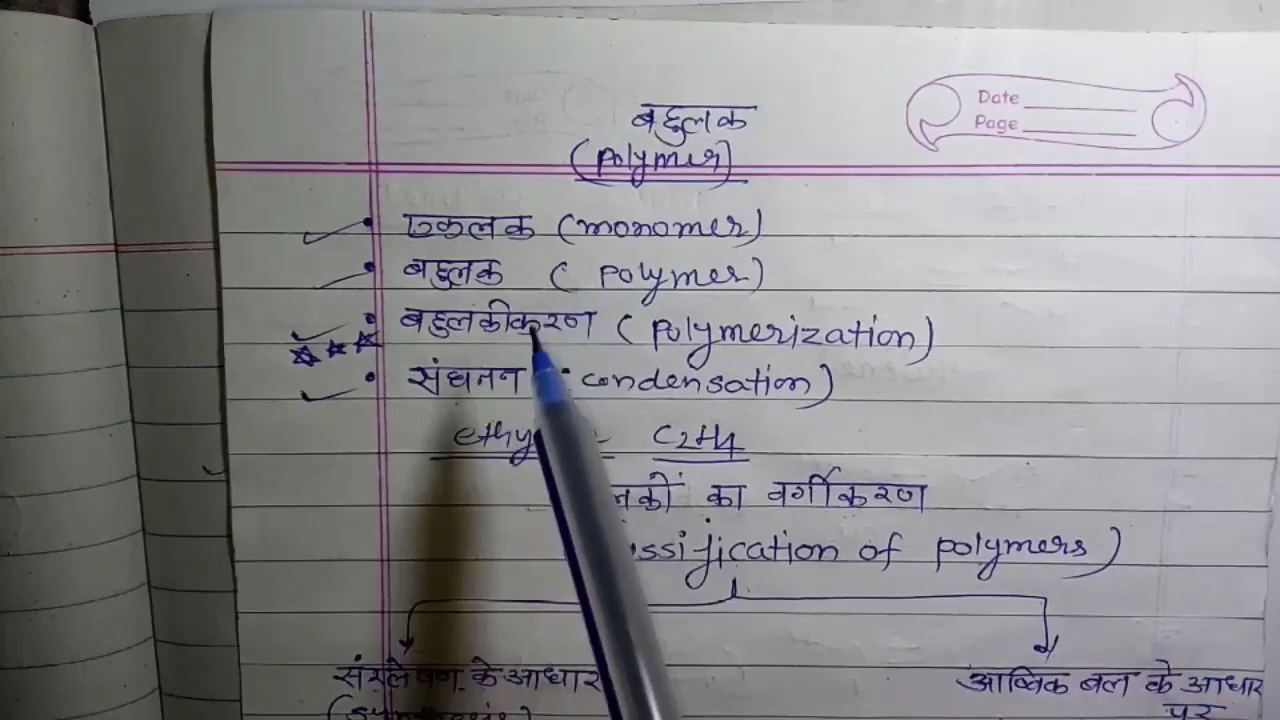 Date
Page
बहुलक
(Polymer)
एकलक (monomer)
बहुलक (Polymer)
बहुलकीकरण (Polymerization)
संघनन condensation)
C2H4
का वर्गीकरण
of polymers)
संश्लेषण के आधार
आण्विक बल के आधार
पर